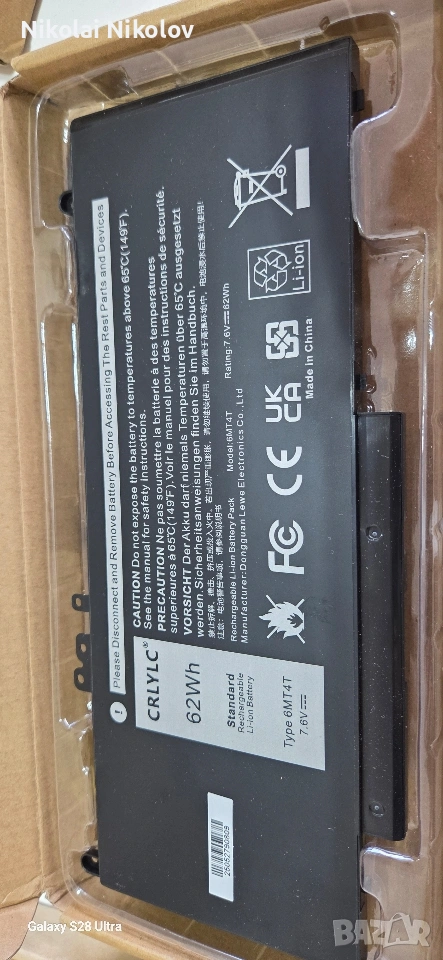 Nikolai Nikolov
! Please Disconnect and Remove Battery Before Accessing The Rest Parts and Devices
CAUTION Do not expose the battery to temperatures above 65℃(149℉).
See the manual for safety instructions.
PRECAUTION Ne pas soumettre la batterie à des temperatures
superieures à 65℃(149℉).Voir le manuel pour des instructions de sécurité.
VORSICHT Der Akku darf niemals Temperaturen über 65℃ ausgesetzt
werden. Sicherheitsanweisungen finden Sie im Handbuch.
Rechargeable Li-ion Battery Pack Model:6MT4T Rating:7.6V⎓62Wh
Manufacturer:Dongguan Lewe Electronics Co.,Ltd
FC CE UKCA
Made In China
Li-ion
CRLYLC®
62Wh
Standard
Rechargeable
Li-ion Battery
Type 6MT4T
7.6V⎓
Galaxy S28 Ultra
BAZAR